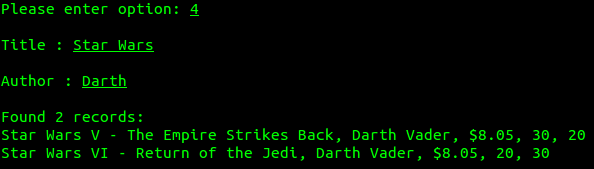 Please enter option: 4
Title : Star Wars
Author : Darth
Found 2 records:
Star Wars V - The Empire Strikes Back, Darth Vader, $8.05, 30, 20
Star Wars VI - Return of the Jedi, Darth Vader, $8.05, 20, 30